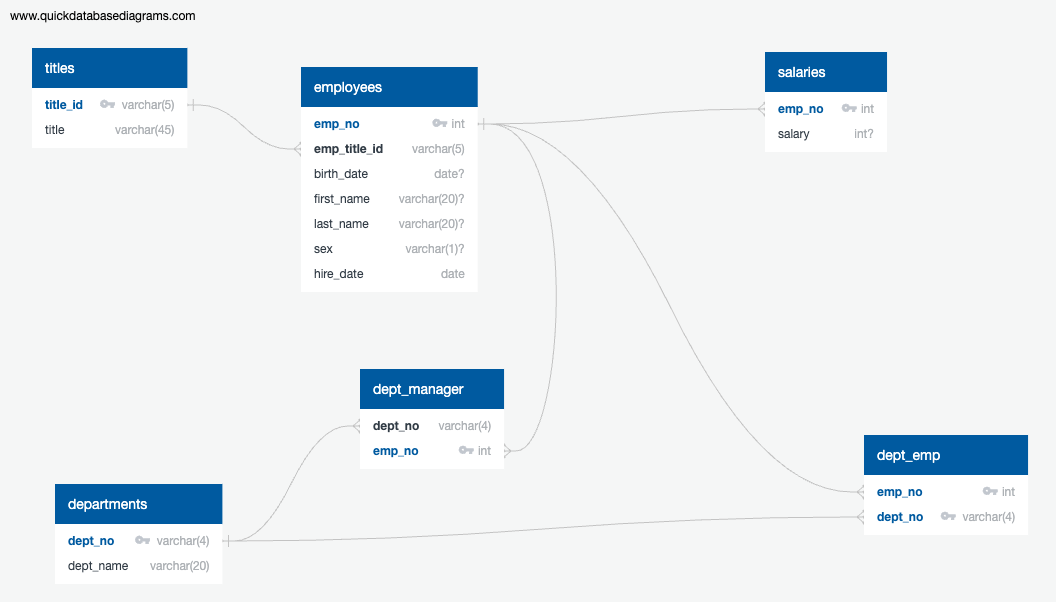 www.quickdatabasediagrams.com
titles
title_id varchar(5)
title varchar(45)
employees
emp_no int
emp_title_id varchar(5)
birth_date date?
first_name varchar(20)?
last_name varchar(20)?
sex varchar(1)?
hire_date date
salaries
emp_no int
salary int?
dept_manager
dept_no varchar(4)
emp_no int
departments
dept_no varchar(4)
dept_name varchar(20)
dept_emp
emp_no int
dept_no varchar(4)